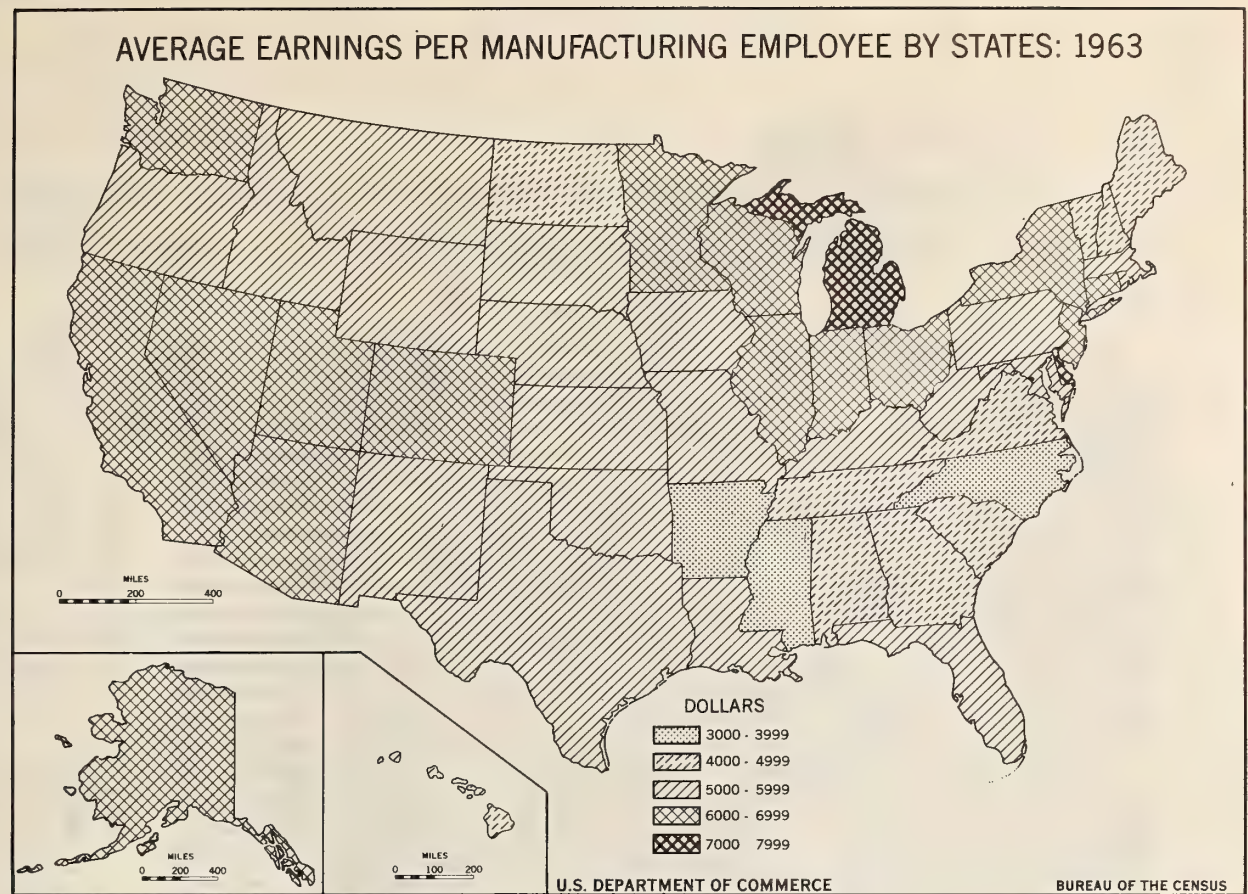 AVERAGE EARNINGS PER MANUFACTURING EMPLOYEE BY STATES: 1963
MILES
0 200 400
MILES
0 200 400
MILES
0 100 200
DOLLARS
3000 - 3999
4000 - 4999
5000 - 5999
6000 - 6999
7000 7999
U.S. DEPARTMENT OF COMMERCE
BUREAU OF THE CENSUS